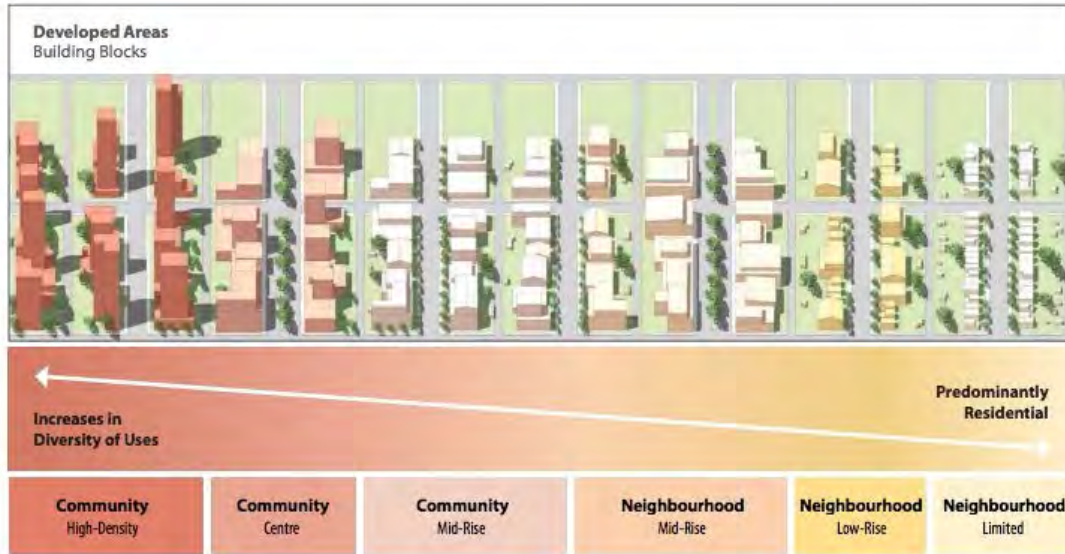 Developed Areas
Building Blocks
Increases in
Diversity of Uses
Predominantly
Residential
Community
High-Density
Community
Centre
Community
Mid-Rise
Neighbourhood
Mid-Rise
Neighbourhood
Low-Rise
Neighbourhood
Limited